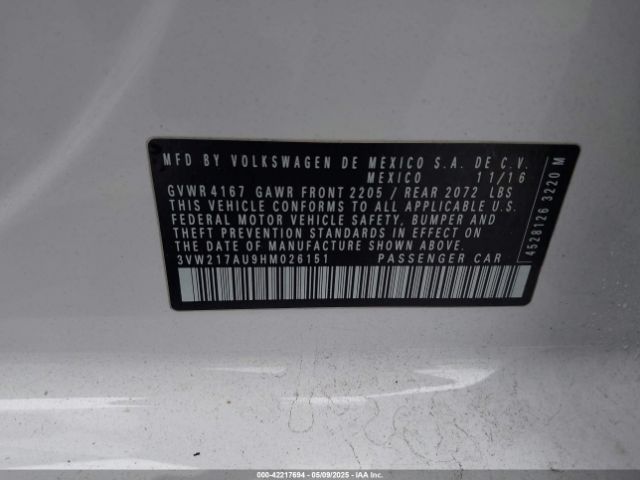 MFD BY VOLKSWAGEN DE MEXICO S.A. DE C.V.
MEXICO 11/16
GVWR 4167 GAWR FRONT 2205 / REAR 2072 LBS
THIS VEHICLE CONFORMS TO ALL APPLICABLE U.S.
FEDERAL MOTOR VEHICLE SAFETY, BUMPER AND
THEFT PREVENTION STANDARDS IN EFFECT ON
THE DATE OF MANUFACTURE SHOWN ABOVE.
3VW217AU9HM026151 PASSENGER CAR
4528126 3220 M
000-42217694 - 05/09/2025 - IAA Inc.